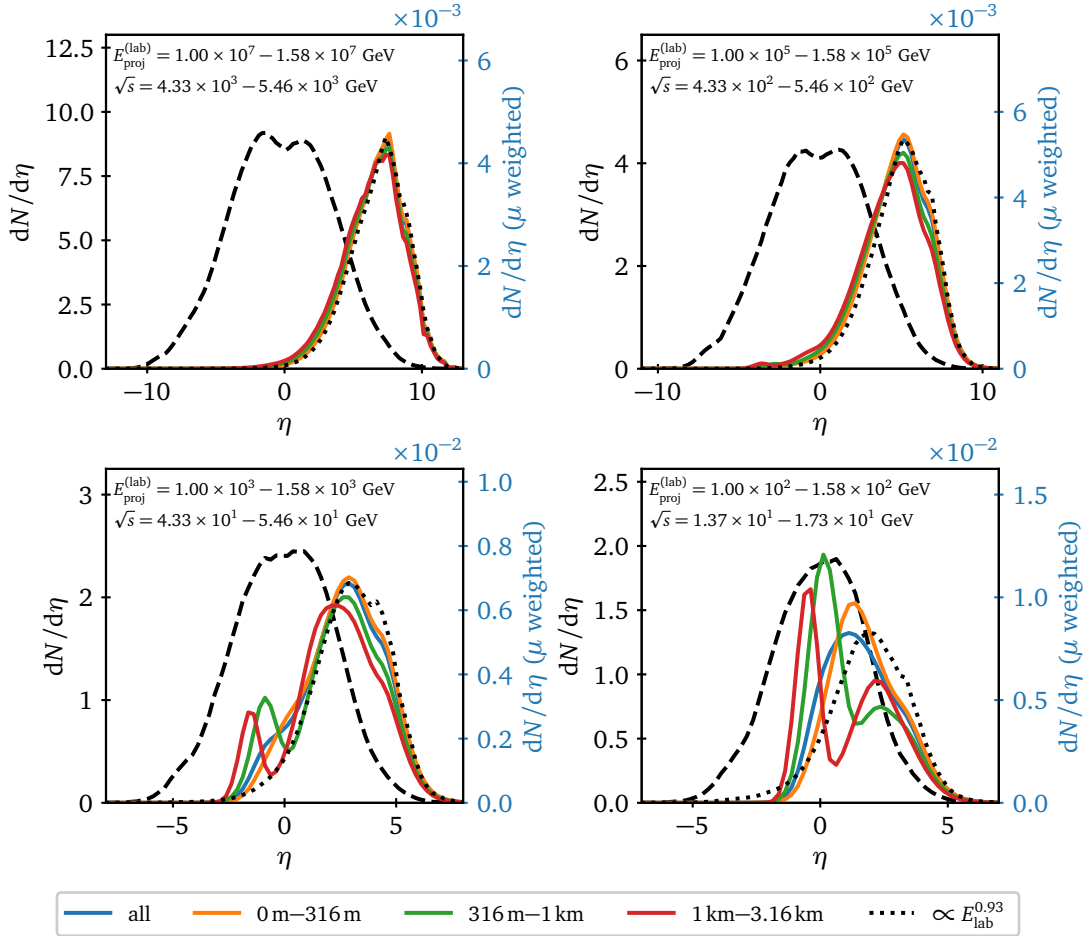 ×10⁻³
E_proj^(lab) = 1.00 × 10⁷ − 1.58 × 10⁷ GeV
√s = 4.33 × 10³ − 5.46 × 10³ GeV
12.5
10.0
7.5
5.0
2.5
0.0
dN/dη
6
4
2
0
dN/dη (μ weighted)
−10
0
10
η
×10⁻³
E_proj^(lab) = 1.00 × 10⁵ − 1.58 × 10⁵ GeV
√s = 4.33 × 10² − 5.46 × 10² GeV
6
4
2
0
dN/dη
6
4
2
0
dN/dη (μ weighted)
−10
0
10
η
×10⁻²
E_proj^(lab) = 1.00 × 10³ − 1.58 × 10³ GeV
√s = 4.33 × 10¹ − 5.46 × 10¹ GeV
3
2
1
0
dN/dη
1.0
0.8
0.6
0.4
0.2
0.0
dN/dη (μ weighted)
−5
0
5
η
×10⁻²
E_proj^(lab) = 1.00 × 10² − 1.58 × 10² GeV
√s = 1.37 × 10¹ − 1.73 × 10¹ GeV
2.5
2.0
1.5
1.0
0.5
0.0
dN/dη
1.5
1.0
0.5
0.0
dN/dη (μ weighted)
−5
0
5
η
all
0 m−316 m
316 m−1 km
1 km−3.16 km
∝ E_lab^0.93